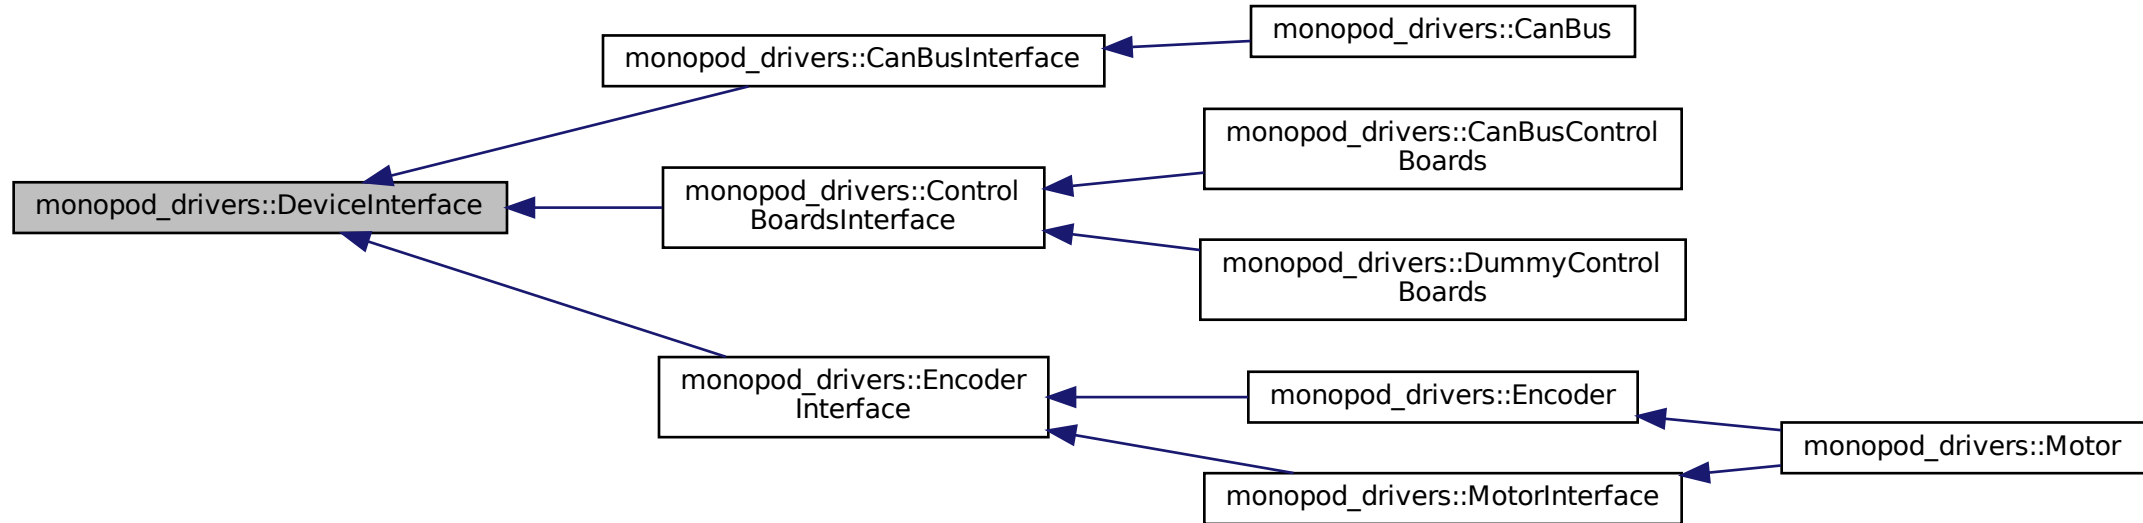 monopod_drivers::DeviceInterface
monopod_drivers::CanBusInterface
monopod_drivers::CanBus
monopod_drivers::Control
BoardsInterface
monopod_drivers::CanBusControl
Boards
monopod_drivers::DummyControl
Boards
monopod_drivers::Encoder
Interface
monopod_drivers::Encoder
monopod_drivers::MotorInterface
monopod_drivers::Motor